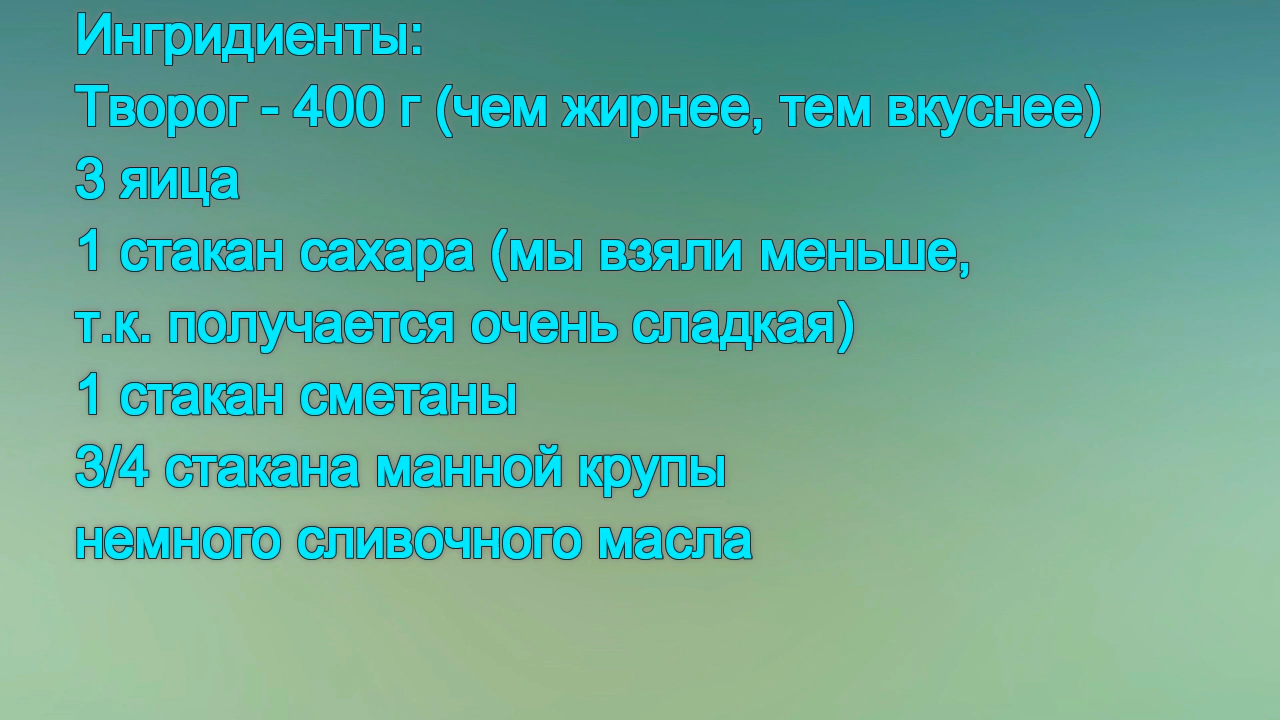 Ингридиенты:
Творог - 400 г (чем жирнее, тем вкуснее)
3 яица
1 стакан сахара (мы взяли меньше,
т.к. получается очень сладкая)
1 стакан сметаны
3/4 стакана манной крупы
немного сливочного масла